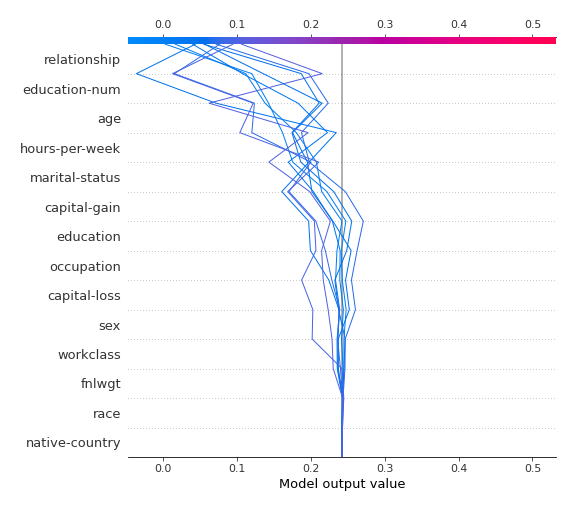 0.0 0.1 0.2 0.3 0.4 0.5
relationship
education-num
age
hours-per-week
marital-status
capital-gain
education
occupation
capital-loss
sex
workclass
fnlwgt
race
native-country
0.0 0.1 0.2 0.3 0.4 0.5
Model output value